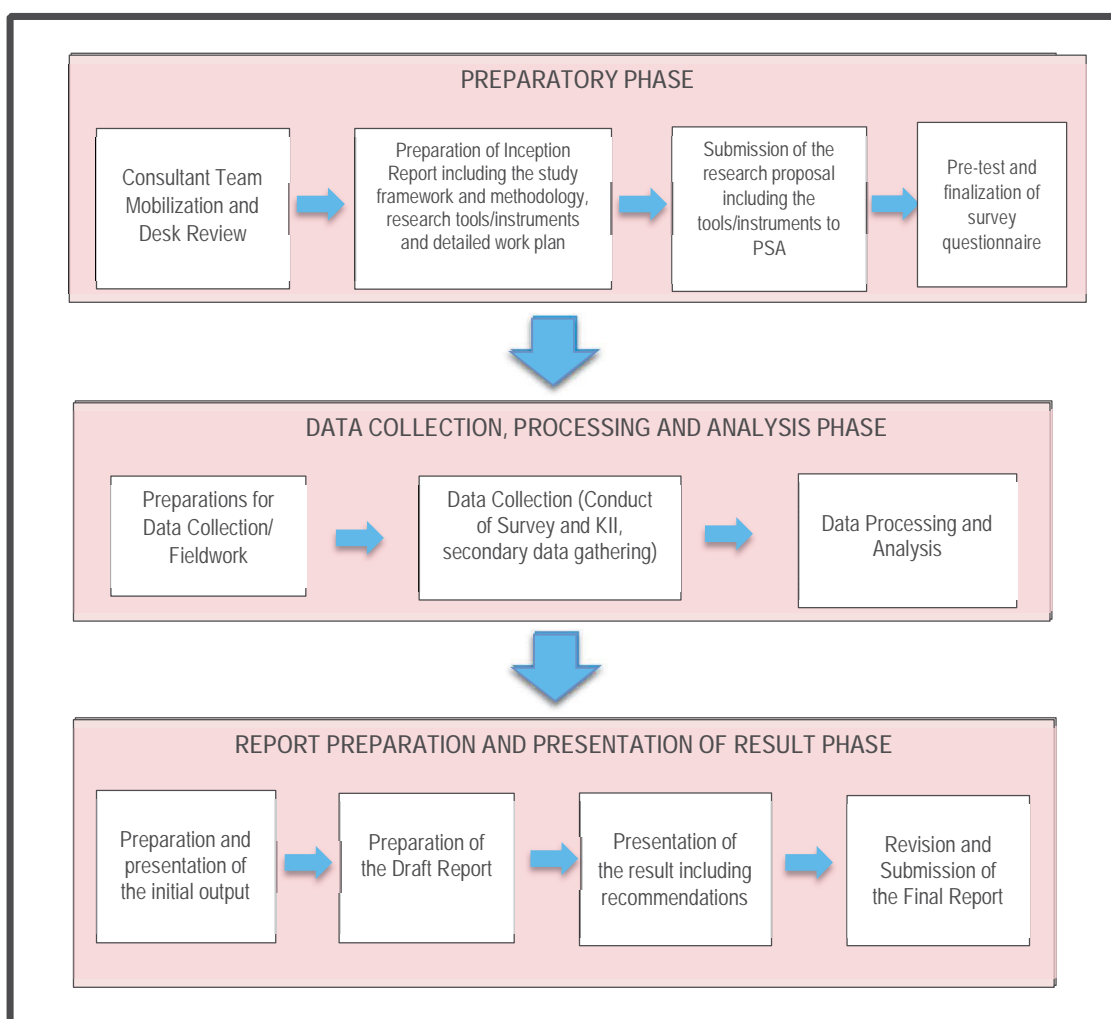 PREPARATORY PHASE
Consultant Team
Mobilization and
Desk Review
Preparation of Inception
Report including the study
framework and methodology,
research tools/instruments
and detailed work plan
Submission of the
research proposal
including the
tools/instruments to
PSA
Pre-test and
finalization of
survey
questionnaire
DATA COLLECTION, PROCESSING AND ANALYSIS PHASE
Preparations for
Data Collection/
Fieldwork
Data Collection (Conduct
of Survey and KII,
secondary data gathering)
Data Processing and
Analysis
REPORT PREPARATION AND PRESENTATION OF RESULT PHASE
Preparation and
presentation of
the initial output
Preparation of
the Draft Report
Presentation of
the result including
recommendations
Revision and
Submission of
the Final Report